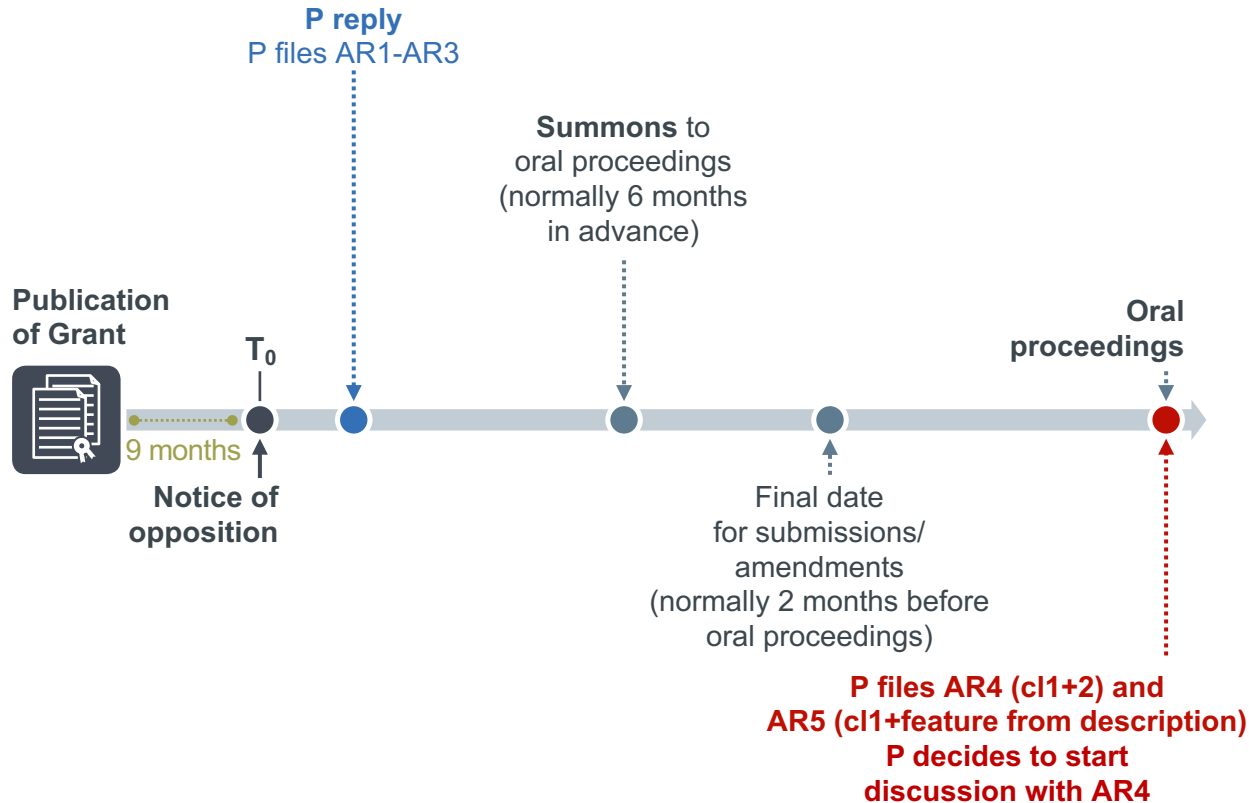 P reply
P files AR1-AR3
Summons to
oral proceedings
(normally 6 months
in advance)
Publication
of Grant
T₀
Oral
proceedings
9 months
Notice of
opposition
Final date
for submissions/
amendments
(normally 2 months before
oral proceedings)
P files AR4 (cl1+2) and
AR5 (cl1+feature from description)
P decides to start
discussion with AR4